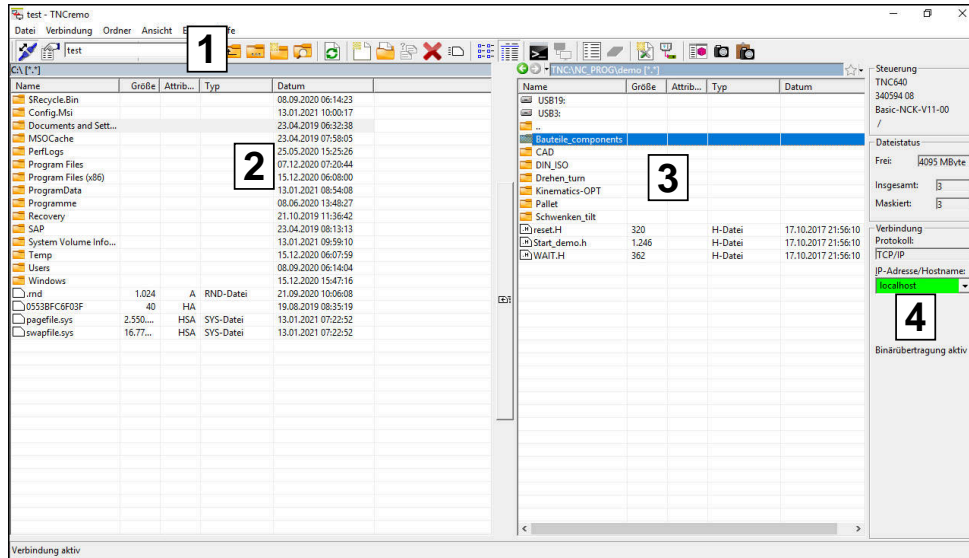 test - TNCremo
Datei Verbindung Ordner Ansicht
1
test
C:\ [*.*]
Name Größe Attrib... Typ Datum
$Recycle.Bin 08.09.2020 06:14:23
Config.Msi 13.01.2021 10:00:17
Documents and Sett... 23.04.2019 06:32:38
MSOCache 23.04.2019 07:58:05
PerfLogs 25.05.2020 15:25:26
Program Files 07.12.2020 07:20:44
Program Files (x86) 15.12.2020 06:08:00
ProgramData 13.01.2021 08:54:08
Programme 08.06.2020 13:48:27
Recovery 21.10.2019 11:36:42
SAP 23.04.2019 08:13:13
System Volume Info... 13.01.2021 09:59:10
Temp 15.12.2020 06:07:59
Users 08.09.2020 06:14:04
Windows 15.12.2020 15:47:16
.rnd 1.024 A RND-Datei 21.09.2020 10:06:08
0553BFC6F03F 40 HA 19.08.2019 08:35:19
pagefile.sys 2.550.... HSA SYS-Datei 13.01.2021 07:22:52
swapfile.sys 16.77... HSA SYS-Datei 13.01.2021 07:22:52
2
TNC:\NC_PROG\demo [*.*]
Name Größe Attrib... Typ Datum
USB19:
USB3:
..
Bauteile_components
CAD
DIN_ISO
Drehen_turn
Kinematics-OPT
Pallet
Schwenken_tilt
reset.H 320 H-Datei 17.10.2017 21:56:10
Start_demo.h 1.246 H-Datei 17.10.2017 21:56:10
WAIT.H 362 H-Datei 17.10.2017 21:56:10
3
Steuerung
TNC640
340594 08
Basic-NCK-V11-00
/
Dateistatus
Frei: 4095 MByte
Insgesamt: 3
Maskiert: 3
Verbindung
Protokoll:
TCP/IP
IP-Adresse/Hostname:
localhost
4
Binärübertragung aktiv
Verbindung aktiv